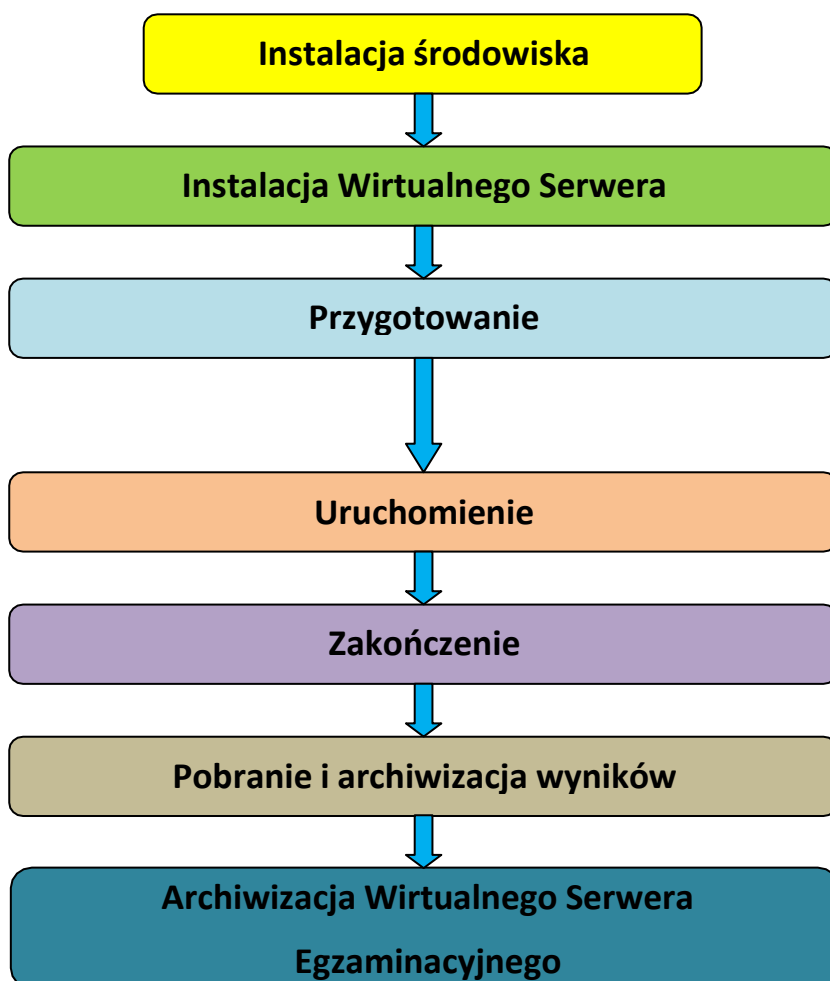 Instalacja środowiska
Instalacja Wirtualnego Serwera
Przygotowanie
Uruchomienie
Zakończenie
Pobranie i archiwizacja wyników
Archiwizacja Wirtualnego Serwera
Egzaminacyjnego